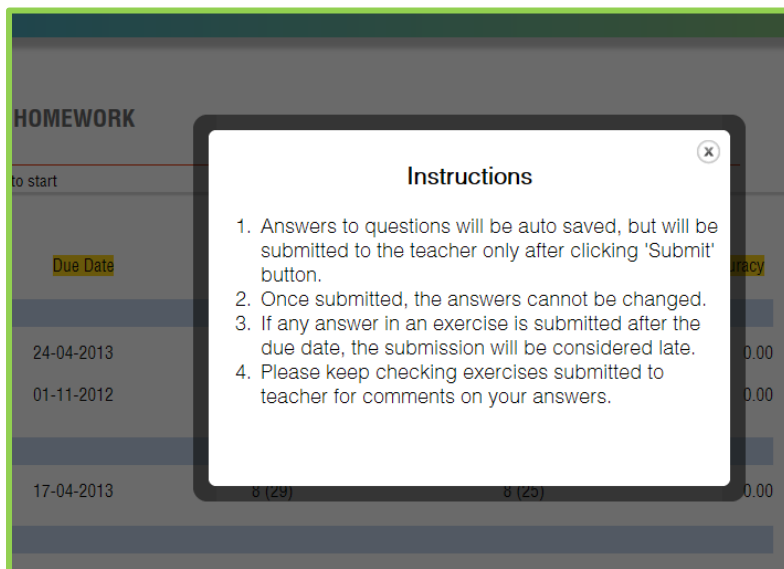 HOMEWORK
to start
Instructions
1. Answers to questions will be auto saved, but will be
submitted to the teacher only after clicking 'Submit'
button.
2. Once submitted, the answers cannot be changed.
3. If any answer in an exercise is submitted after the
due date, the submission will be considered late.
4. Please keep checking exercises submitted to
teacher for comments on your answers.
Due Date
uracy
24-04-2013 0.00
01-11-2012 0.00
17-04-2013 8 (29) 8 (25) 0.00